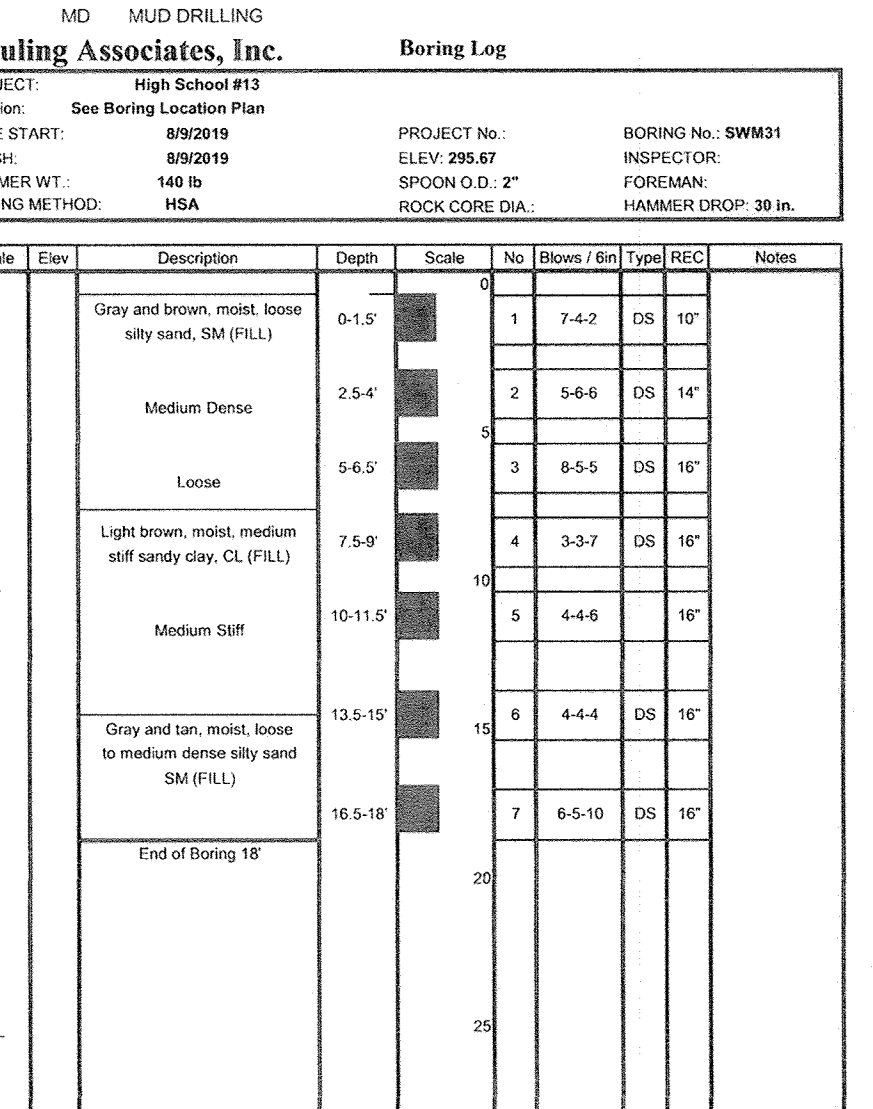 MD MUD DRILLING
uling Associates, Inc. Boring Log
JECT: High School #13
ion: See Boring Location Plan
E START: 8/9/2019 PROJECT No.: BORING No.: SWM31
SH: 8/9/2019 ELEV: 295.67 INSPECTOR:
MER WT.: 140 lb SPOON O.D.: 2" FOREMAN:
NG METHOD: HSA ROCK CORE DIA.: HAMMER DROP: 30 in.
le Elev Description Depth Scale No Blows / 6in Type REC Notes
0
Gray and brown, moist, loose
silty sand, SM (FILL) 0-1.5' 1 7-4-2 DS 10"
Medium Dense 2.5-4' 2 5-6-6 DS 14"
5
Loose 5-6.5' 3 8-5-5 DS 16"
Light brown, moist, medium
stiff sandy clay, CL (FILL) 7.5-9' 4 3-3-7 DS 16"
10
Medium Stiff 10-11.5' 5 4-4-6 16"
13.5-15' 6 4-4-4 DS 16"
Gray and tan, moist, loose 15
to medium dense silty sand
SM (FILL)
16.5-18' 7 6-5-10 DS 16"
End of Boring 18'
20
25